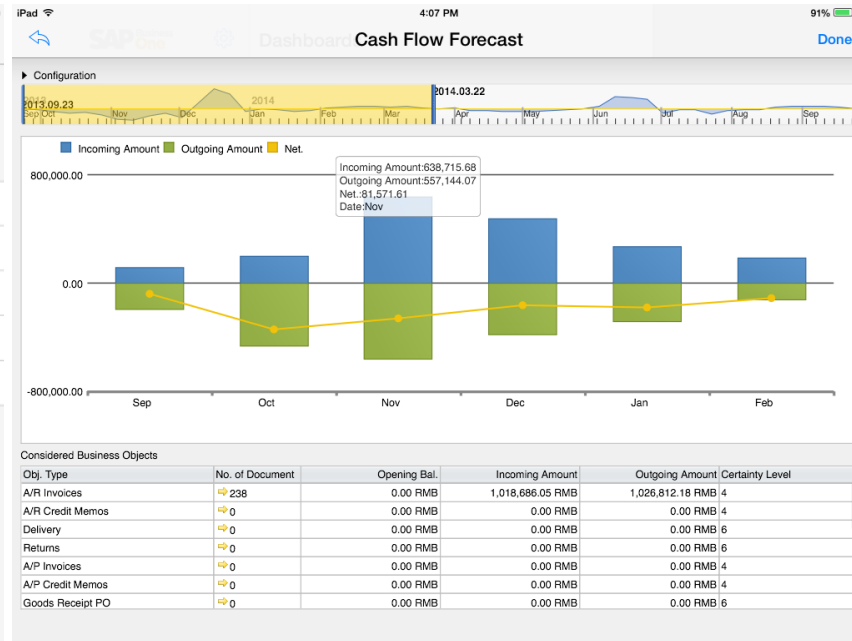 iPad 4:07 PM 91%
SAP Business One Dashboard Cash Flow Forecast Done
Configuration
2013 2014 2014.03.22
2013.09.23
Sep Oct Nov Dec Jan Feb Mar Apr May Jun Jul Aug Sep
Incoming Amount Outgoing Amount Net.
Incoming Amount:638,715.68
Outgoing Amount:557,144.07
Net.:81,571.61
Date:Nov
800,000.00
0.00
-800,000.00
Sep Oct Nov Dec Jan Feb
Considered Business Objects
Obj. Type No. of Document Opening Bal. Incoming Amount Outgoing Amount Certainty Level
A/R Invoices 238 0.00 RMB 1,018,686.05 RMB 1,026,812.18 RMB 4
A/R Credit Memos 0 0.00 RMB 0.00 RMB 0.00 RMB 4
Delivery 0 0.00 RMB 0.00 RMB 0.00 RMB 6
Returns 0 0.00 RMB 0.00 RMB 0.00 RMB 6
A/P Invoices 0 0.00 RMB 0.00 RMB 0.00 RMB 4
A/P Credit Memos 0 0.00 RMB 0.00 RMB 0.00 RMB 4
Goods Receipt PO 0 0.00 RMB 0.00 RMB 0.00 RMB 6